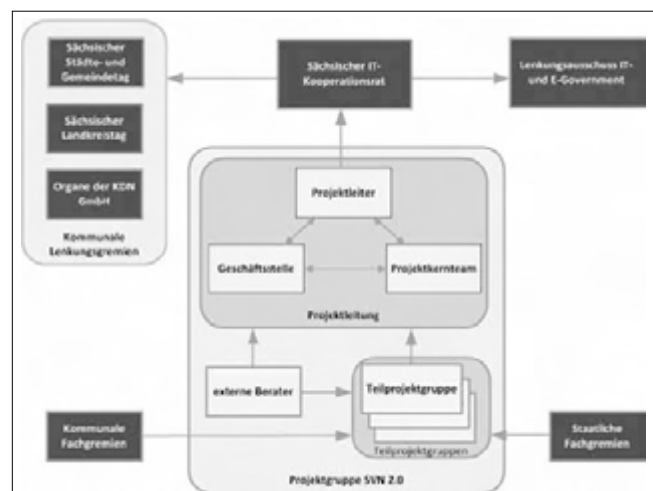 Sächsischer
Städte- und
Gemeindetag
Sächsischer
Landkreistag
Organe der KDN
GmbH
Kommunale
Lenkungsgremien
Sächsischer IT-
Kooperationsrat
Lenkungsausschuss IT-
und E-Government
Projektleiter
Geschäftsstelle
Projektkernteam
Projektleitung
externe Berater
Teilprojektgruppe
Teilprojektgruppen
Kommunale
Fachgremien
Staatliche
Fachgremien
Projektgruppe SVN 2.0